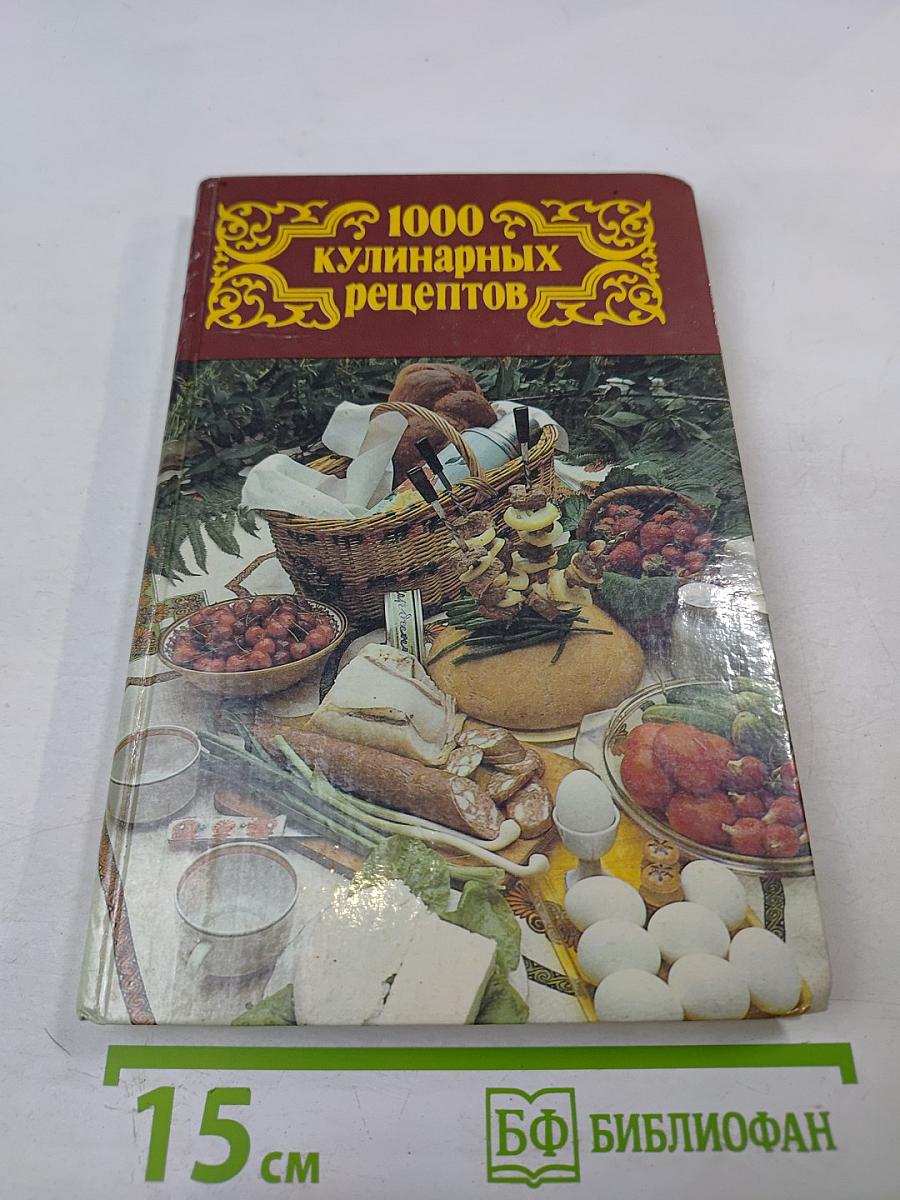 1000
кулинарных
рецептов
15 см
БФ БИБЛИОФАН